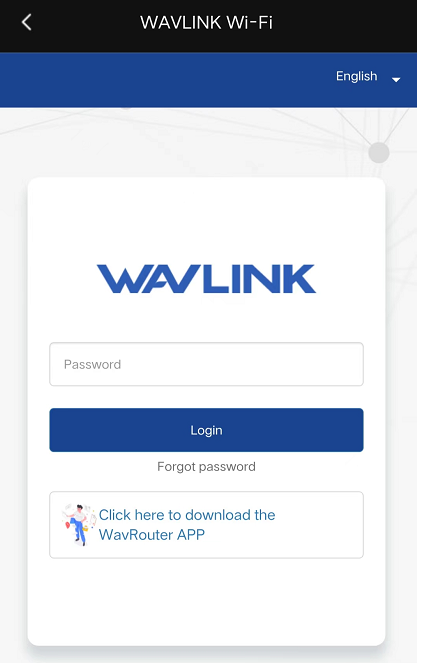 WAVLINK Wi-Fi
English
WAVLINK
Password
Login
Forgot password
Click here to download the
WavRouter APP